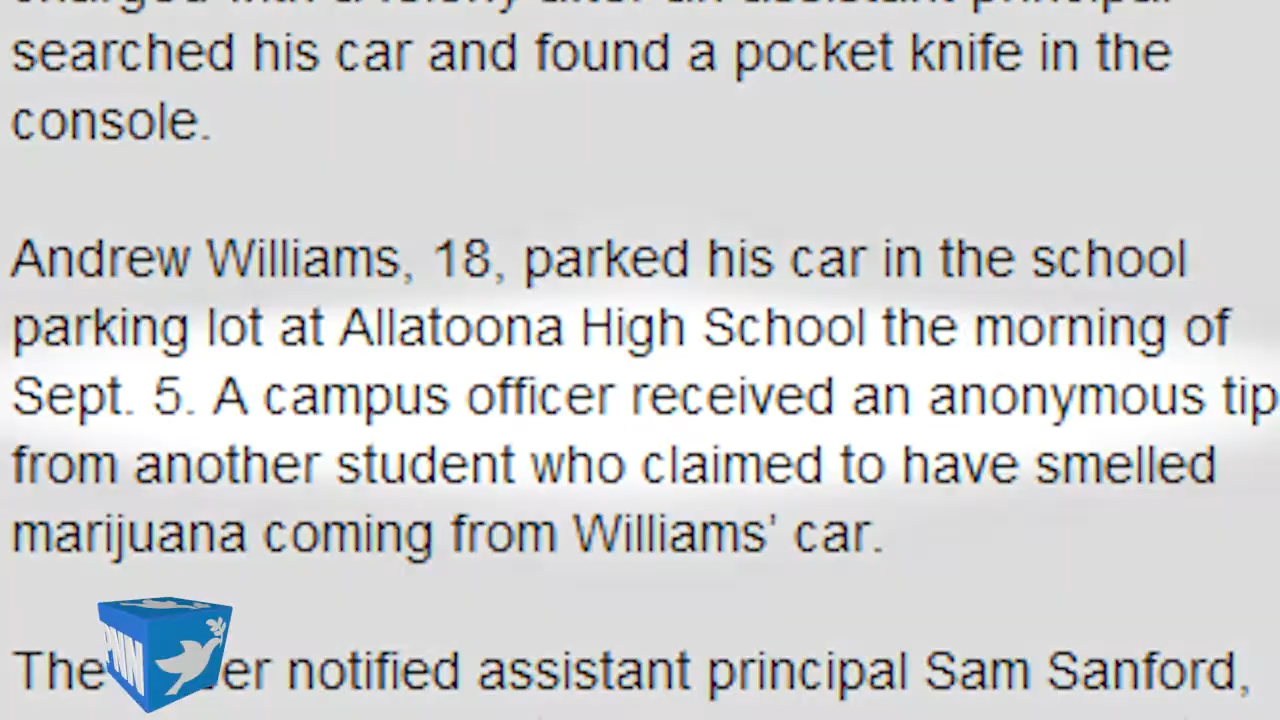 searched his car and found a pocket knife in the
console.
Andrew Williams, 18, parked his car in the school
parking lot at Allatoona High School the morning of
Sept. 5. A campus officer received an anonymous tip
from another student who claimed to have smelled
marijuana coming from Williams’ car.
The notified assistant principal Sam Sanford,